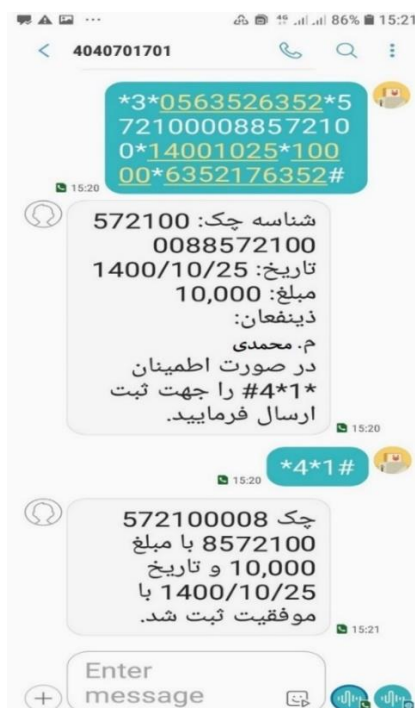 86% 15:21
4040701701
*3*0563526352*5
72100008857210
0*14001025*100
00*6352176352#
15:20
شناسه چک: 572100
0088572100
تاریخ: 1400/10/25
مبلغ: 10,000
ذینفعان:
م. محمدی
در صورت اطمینان
*4*1# را جهت ثبت
ارسال فرمایید.
15:20
*4*1#
15:20
چک 572100008
8572100 با مبلغ
10,000 و تاریخ
1400/10/25 با
موفقیت ثبت شد.
15:21
Enter
message